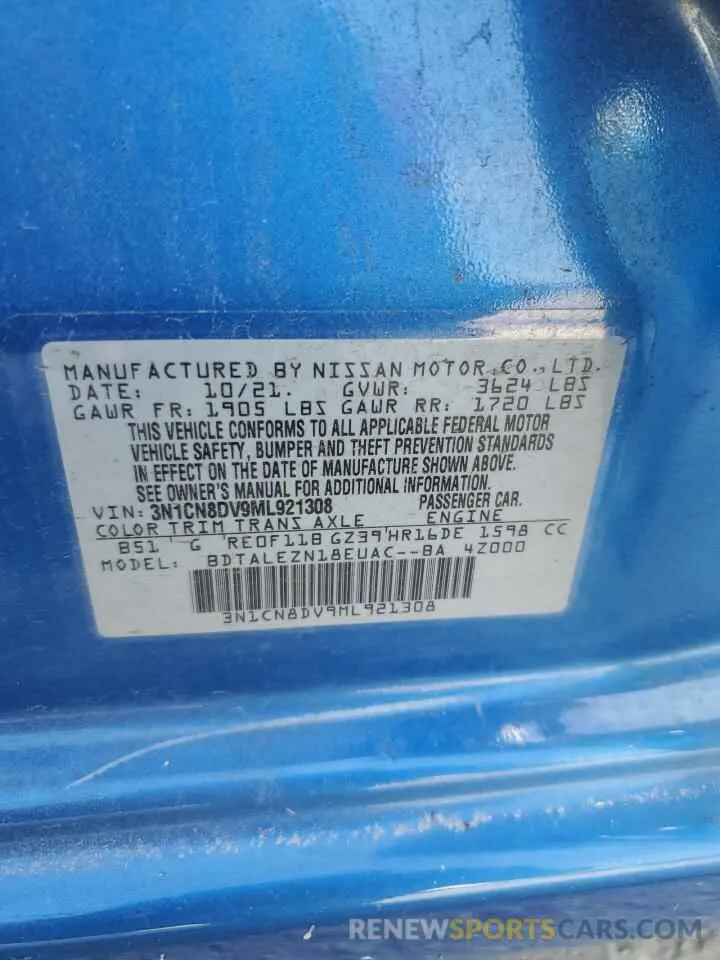 MANUFACTURED BY NISSAN MOTOR.CO.,LTD.
DATE: 10/21. GVWR: 3624 LBS
GAWR FR: 1905 LBS GAWR RR: 1720 LBS
THIS VEHICLE CONFORMS TO ALL APPLICABLE FEDERAL MOTOR
VEHICLE SAFETY, BUMPER AND THEFT PREVENTION STANDARDS
IN EFFECT ON THE DATE OF MANUFACTURE SHOWN ABOVE.
SEE OWNER'S MANUAL FOR ADDITIONAL INFORMATION.
VIN: 3N1CN8DV9ML921308 PASSENGER CAR.
COLOR TRIM TRANS AXLE ENGINE
B51 ' G 'RE0F11B GZ39'HR16DE 1598 CC
MODEL: BDTALEZN18EUAC--BA 4Z000
3N1CN8DV9ML921308
RENEWSPORTSCARS.COM